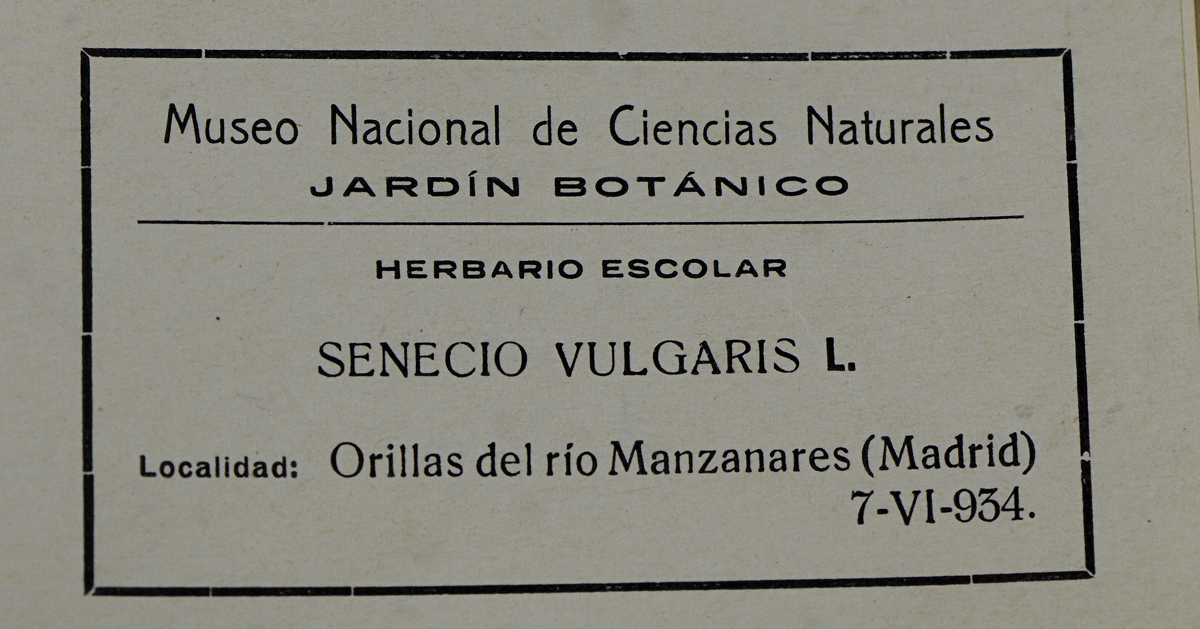 Museo Nacional de Ciencias Naturales
JARDÍN BOTÁNICO
HERBARIO ESCOLAR
SENECIO VULGARIS L.
Localidad: Orillas del río Manzanares (Madrid)
7-VI-934.